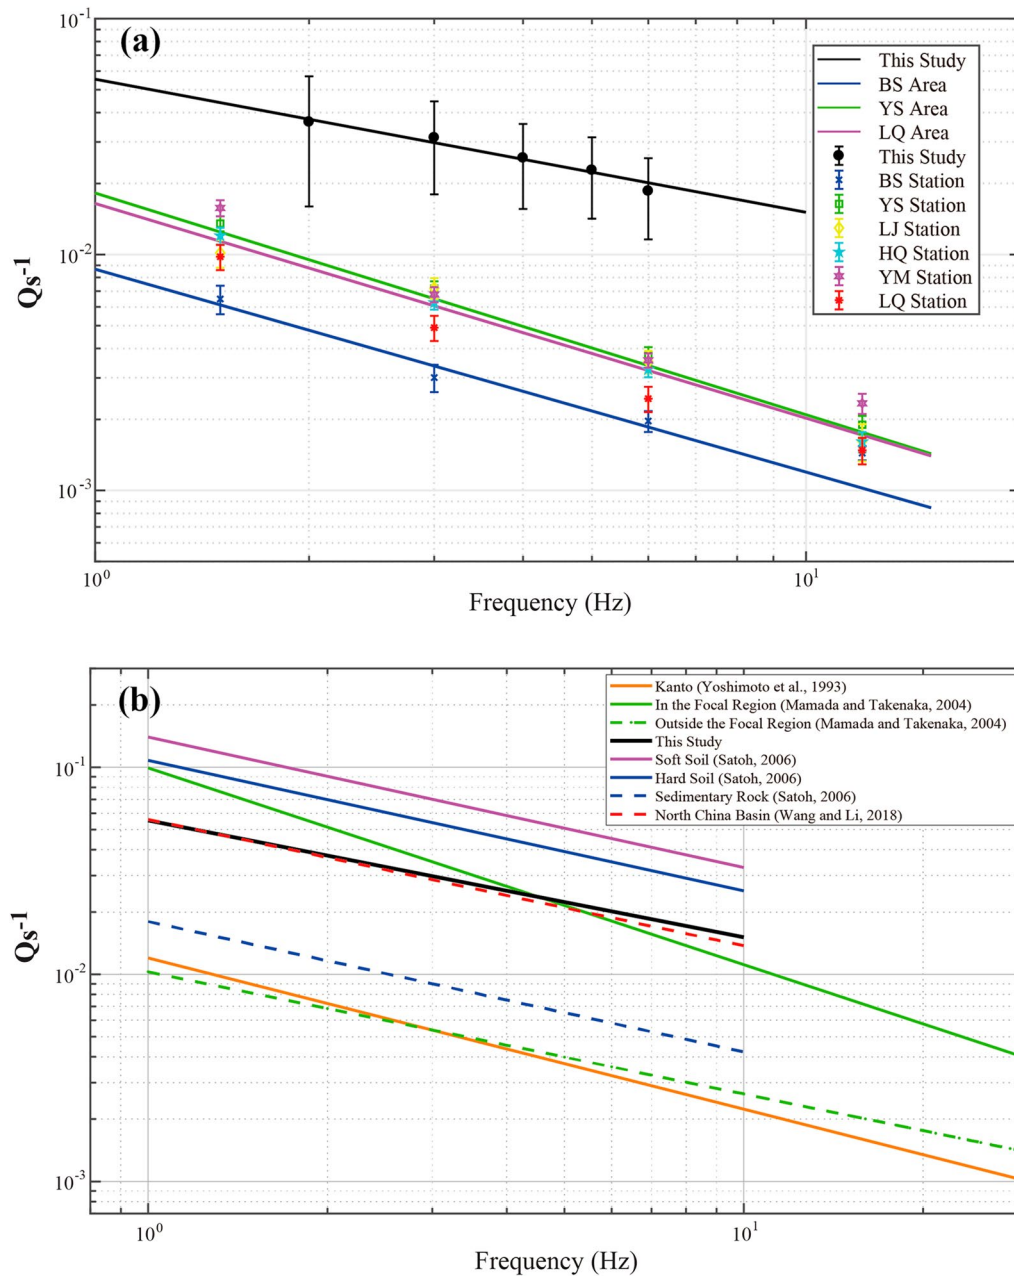 (a)
10^-1
10^-2
10^-3
Qs^-1
10^0
10^1
Frequency (Hz)
This Study
BS Area
YS Area
LQ Area
This Study
BS Station
YS Station
LJ Station
HQ Station
YM Station
LQ Station
(b)
10^-1
10^-2
10^-3
Qs^-1
10^0
10^1
Frequency (Hz)
Kanto (Yoshimoto et al., 1993)
In the Focal Region (Mamada and Takenaka, 2004)
Outside the Focal Region (Mamada and Takenaka, 2004)
This Study
Soft Soil (Satoh, 2006)
Hard Soil (Satoh, 2006)
Sedimentary Rock (Satoh, 2006)
North China Basin (Wang and Li, 2018)